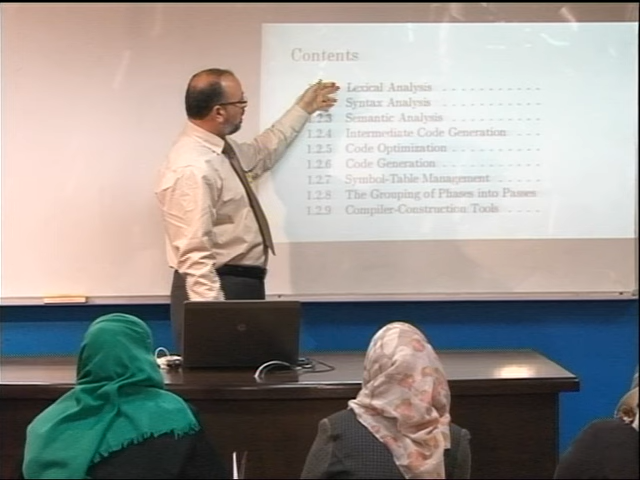 Contents
Lexical Analysis . . . . . . . . . . . . .
Syntax Analysis . . . . . . . . . . . . .
1.2.3 Semantic Analysis . . . . . . . . . . . .
1.2.4 Intermediate Code Generation . . . .
1.2.5 Code Optimization . . . . . . . . . . .
1.2.6 Code Generation . . . . . . . . . . . . .
1.2.7 Symbol-Table Management . . . . . .
1.2.8 The Grouping of Phases into Passes
1.2.9 Compiler-Construction Tools . . . . .